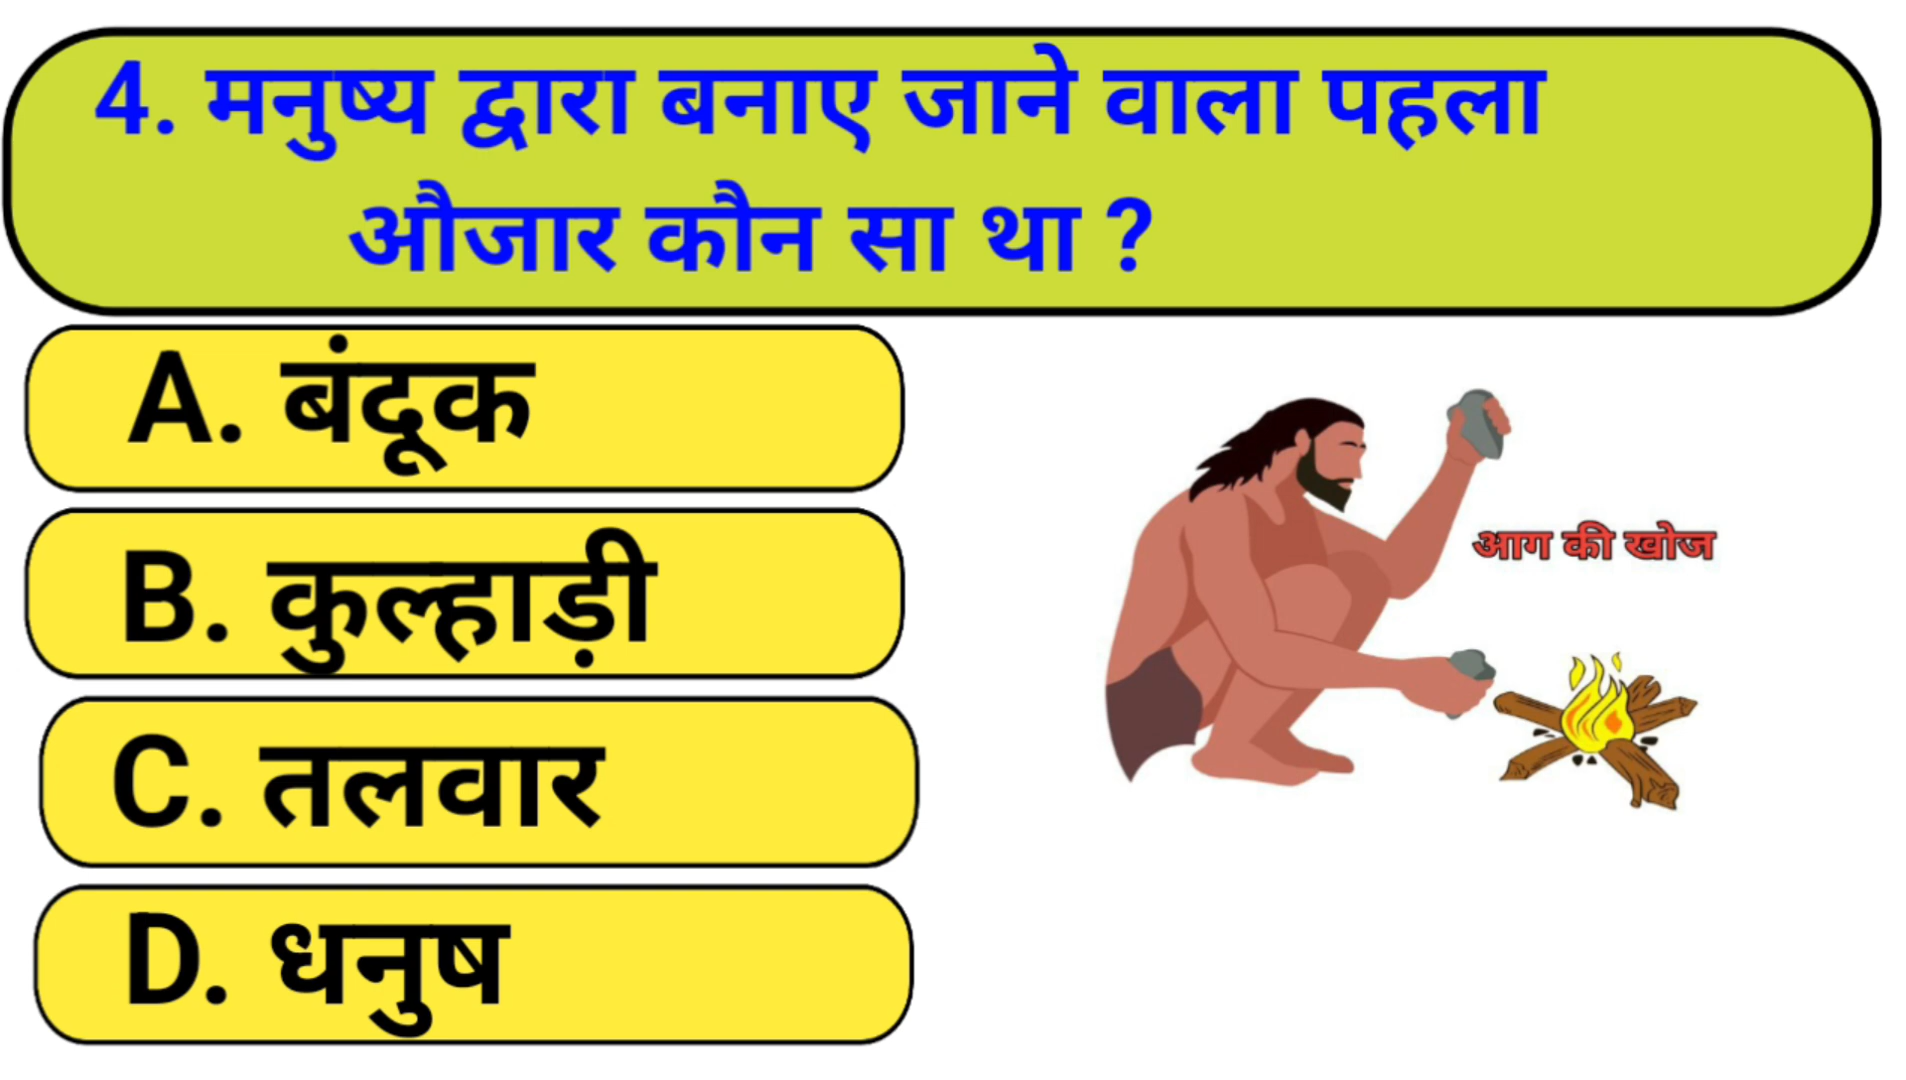 4. मनुष्य द्वारा बनाए जाने वाला पहला
औजार कौन सा था ?
A. बंदूक
B. कुल्हाड़ी
C. तलवार
D. धनुष
आग की खोज